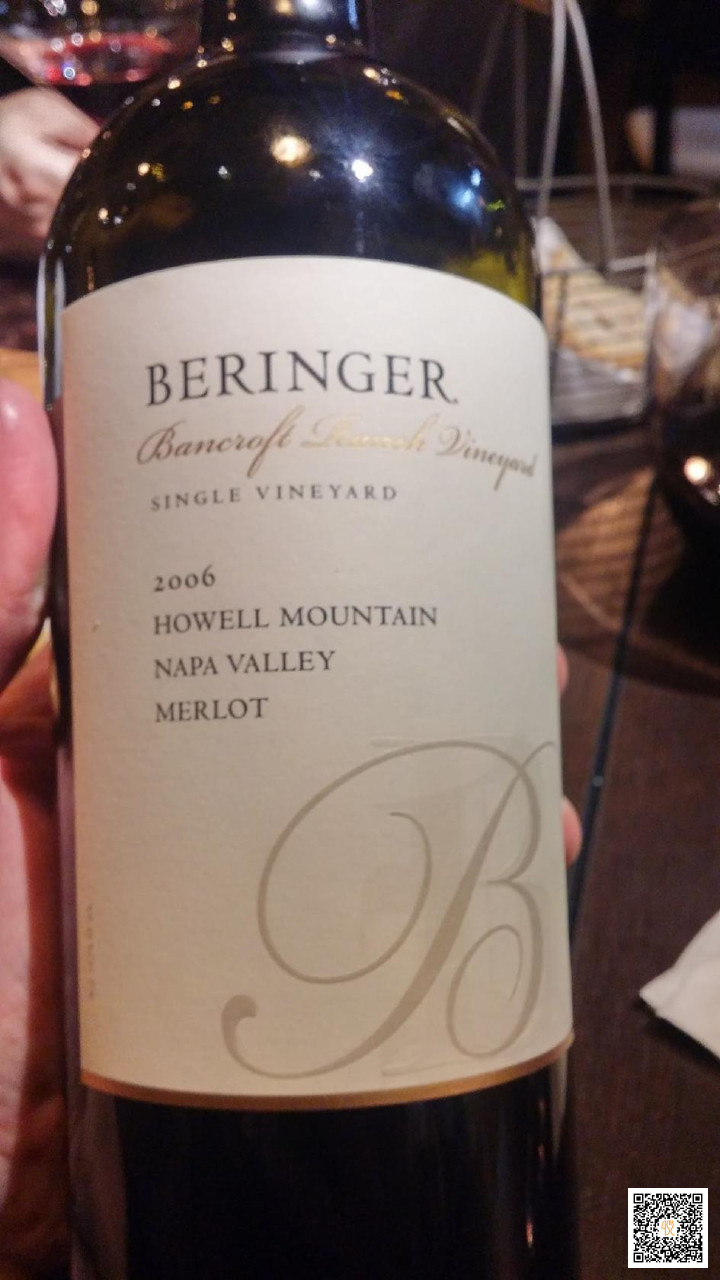 BERINGER.
Bancroft Ranch Vineyard
SINGLE VINEYARD
2006
HOWELL MOUNTAIN
NAPA VALLEY
MERLOT
B